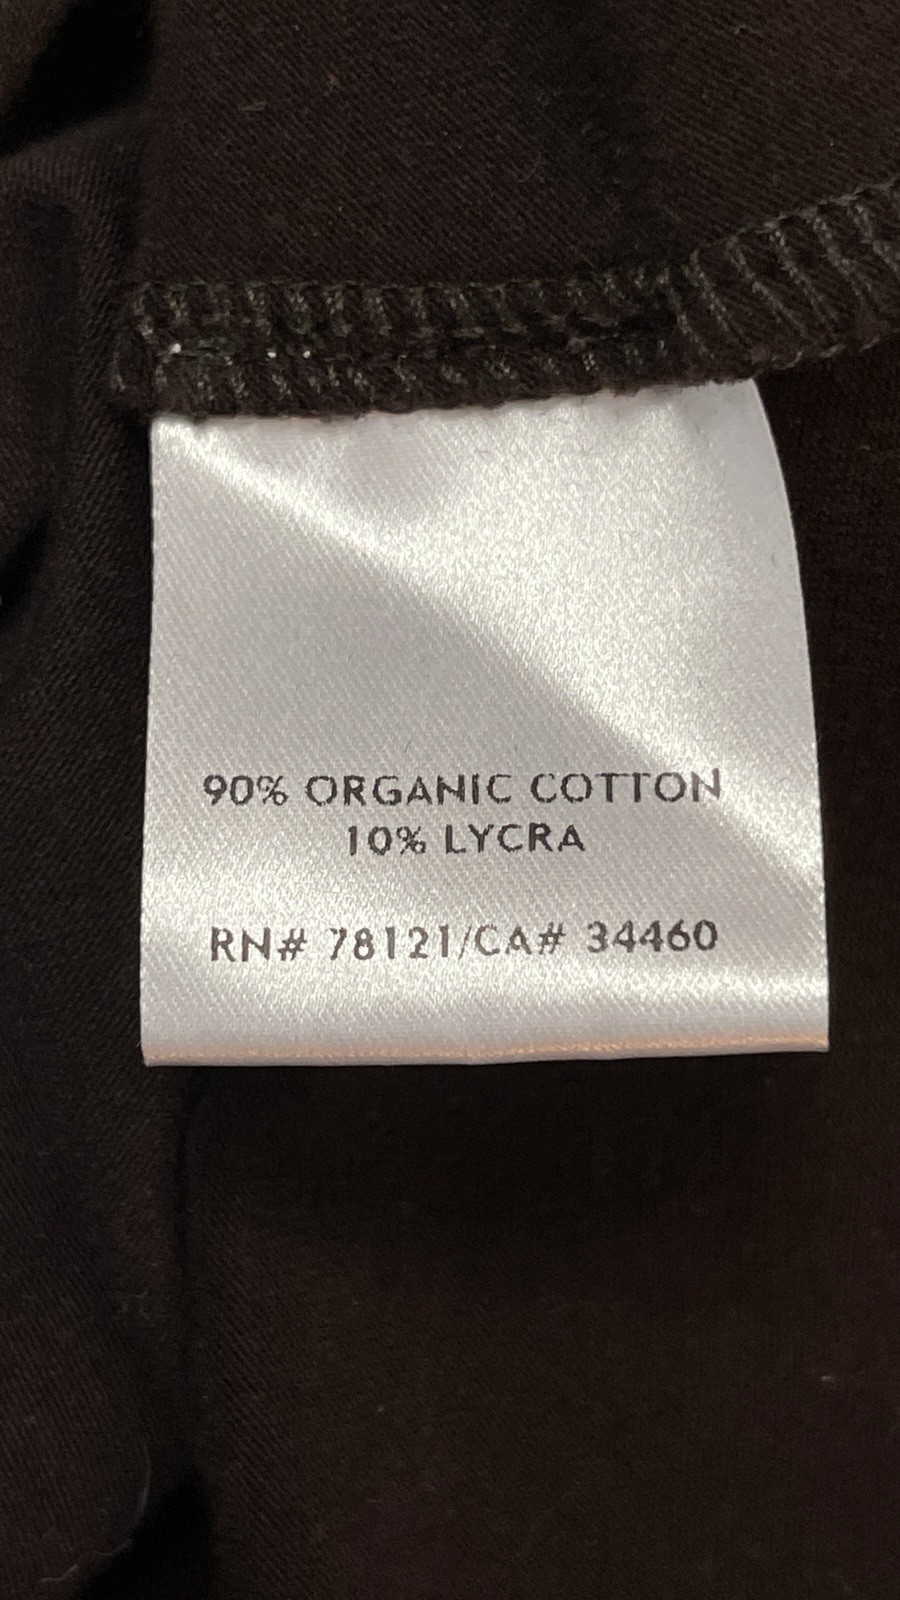 90% ORGANIC COTTON
10% LYCRA
RN# 78121/CA# 34460